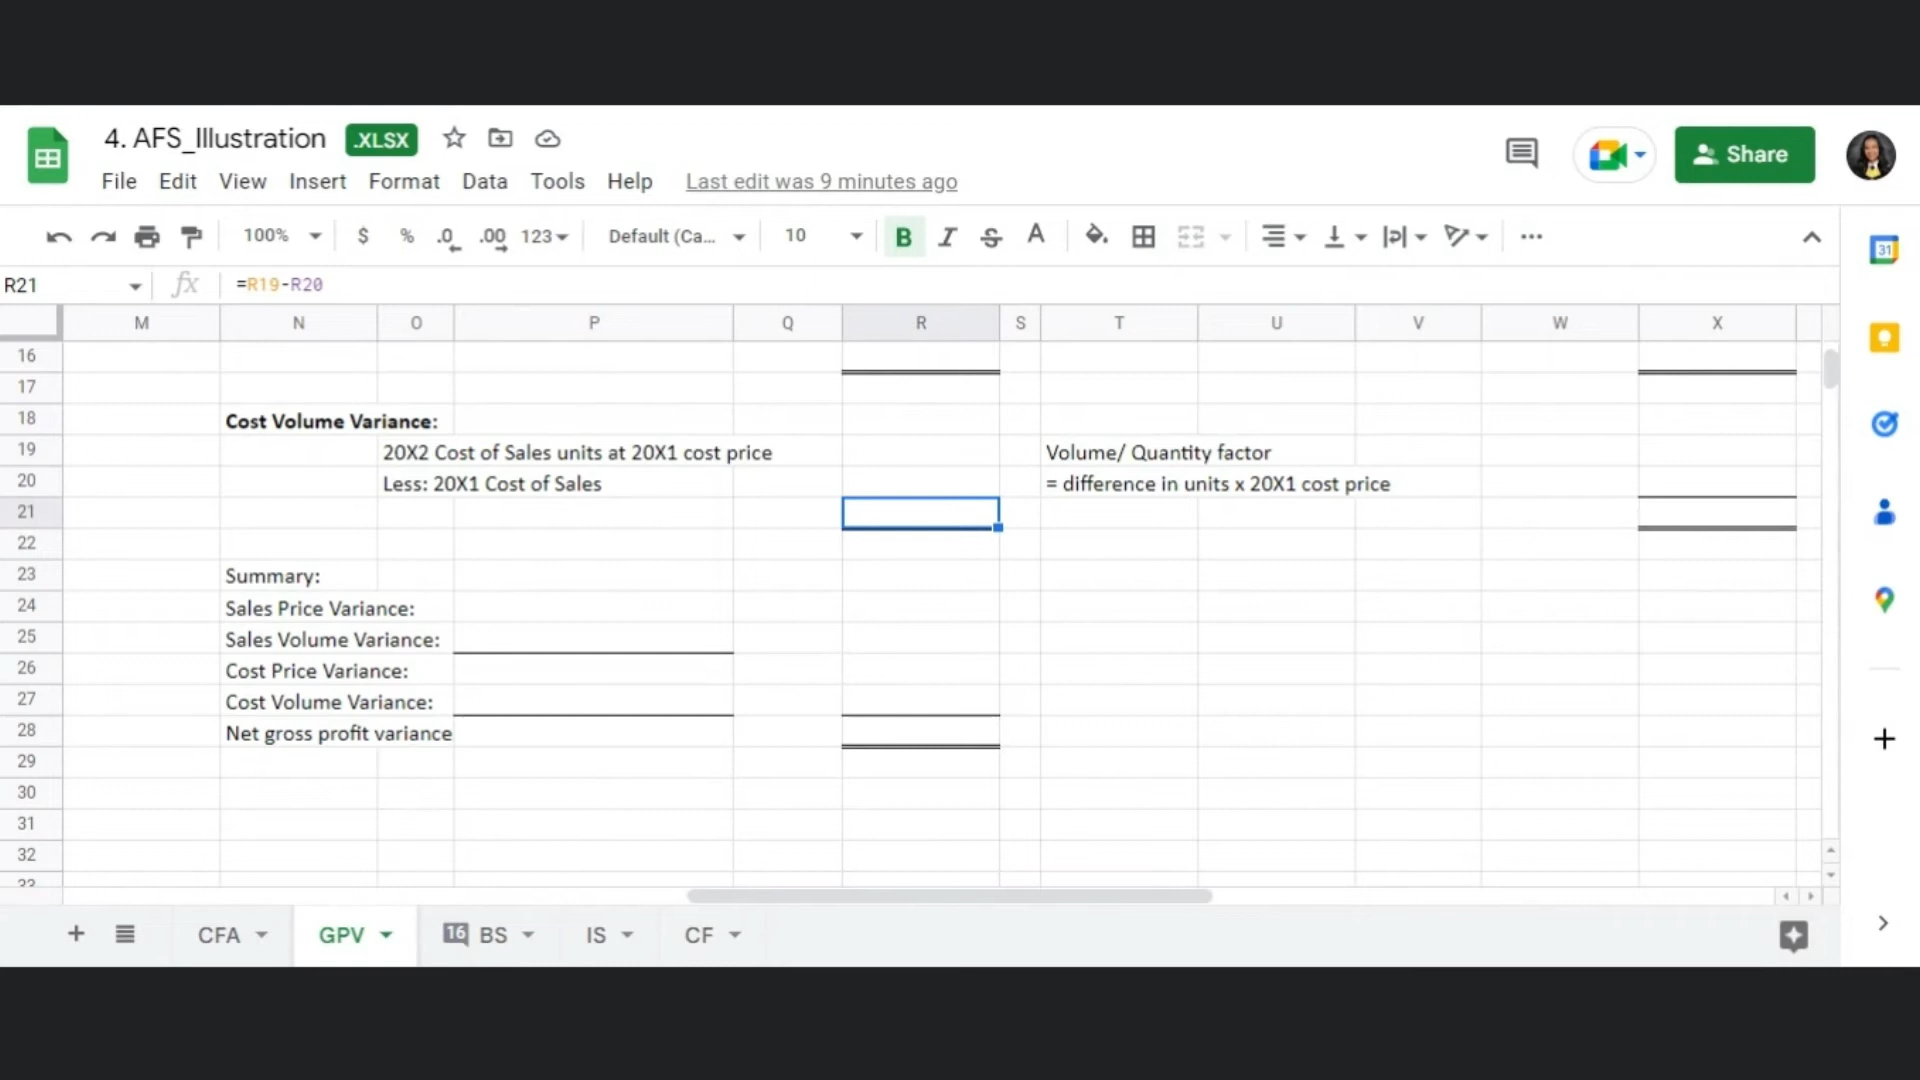 4. AFS_Illustration .XLSX
File Edit View Insert Format Data Tools Help Last edit was 9 minutes ago
Share
100% $ % .0 .00 123 Default (Ca... 10 B I S A
31
R21 fx =R19-R20
M N O P Q R S T U V W X
16
17
18 Cost Volume Variance:
19 20X2 Cost of Sales units at 20X1 cost price Volume/ Quantity factor
20 Less: 20X1 Cost of Sales = difference in units x 20X1 cost price
21
22
23 Summary:
24 Sales Price Variance:
25 Sales Volume Variance:
26 Cost Price Variance:
27 Cost Volume Variance:
28 Net gross profit variance
29
30
31
32
33
CFA GPV 16 BS IS CF